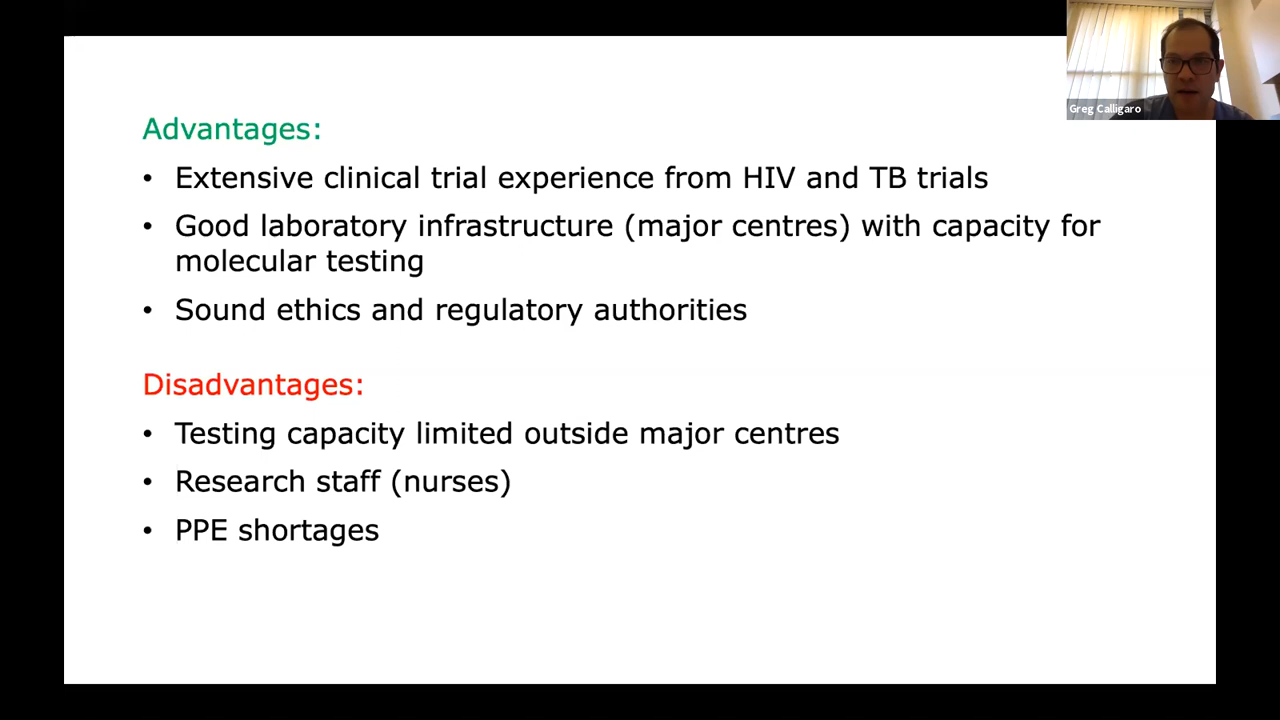 Greg Calligaro
Advantages:
• Extensive clinical trial experience from HIV and TB trials
• Good laboratory infrastructure (major centres) with capacity for
molecular testing
• Sound ethics and regulatory authorities
Disadvantages:
• Testing capacity limited outside major centres
• Research staff (nurses)
• PPE shortages